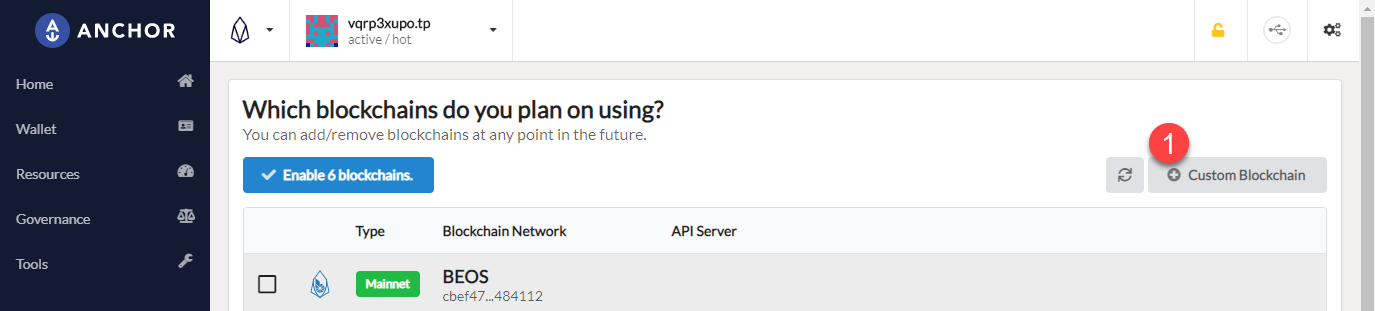 ANCHOR
vqrp3xupo.tp
active / hot
Home
Wallet
Resources
Governance
Tools
Which blockchains do you plan on using?
You can add/remove blockchains at any point in the future.
1
Enable 6 blockchains.
Custom Blockchain
Type Blockchain Network API Server
Mainnet
BEOS
cbef47...484112